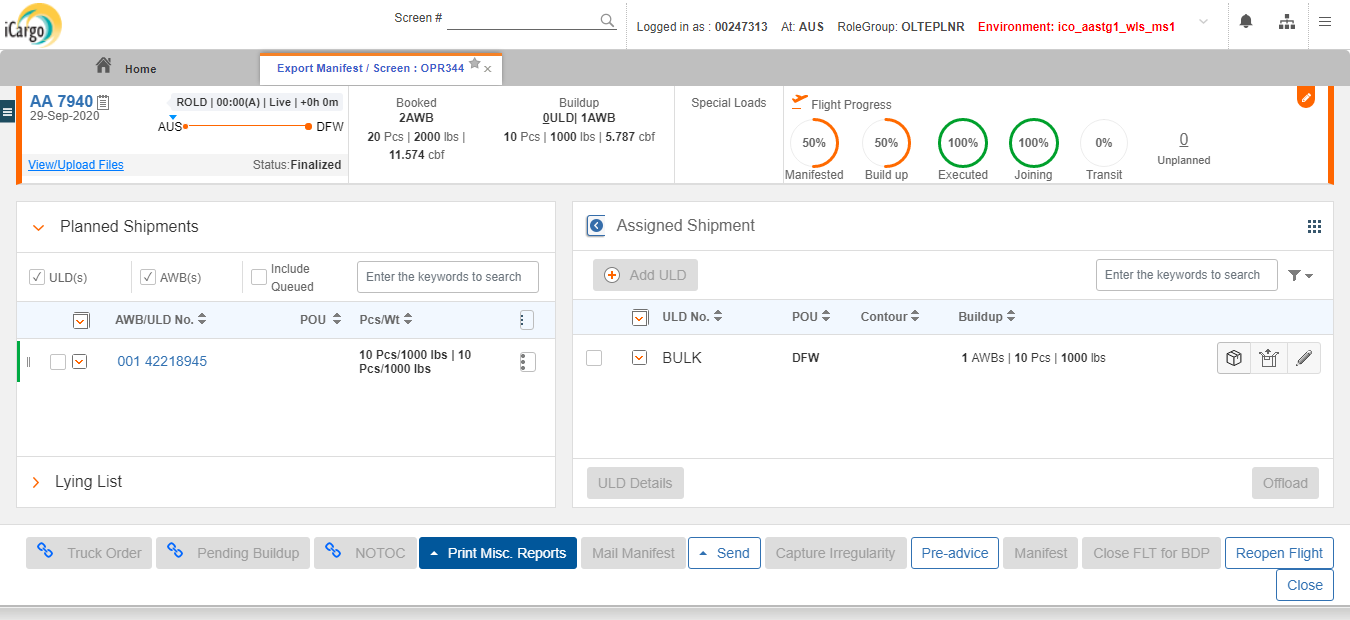 iCargo
Screen #
Logged in as : 00247313 At: AUS RoleGroup: OLTEPLNR Environment: ico_aastg1_wls_ms1
Home
Export Manifest / Screen : OPR344
AA 7940
29-Sep-2020
ROLD | 00:00(A) | Live | +0h 0m
AUS DFW
View/Upload Files
Status:Finalized
Booked
2AWB
20 Pcs | 2000 lbs |
11.574 cbf
Buildup
0ULD| 1AWB
10 Pcs | 1000 lbs | 5.787 cbf
Special Loads
Flight Progress
50% 50% 100% 100% 0% 0
Manifested Build up Executed Joining Transit Unplanned
Planned Shipments
ULD(s) AWB(s) Include
Queued
Enter the keywords to search
AWB/ULD No. POU Pcs/Wt
001 42218945
10 Pcs/1000 lbs | 10
Pcs/1000 lbs
Lying List
Assigned Shipment
Add ULD
Enter the keywords to search
ULD No. POU Contour Buildup
BULK DFW 1 AWBs | 10 Pcs | 1000 lbs
ULD Details Offload
Truck Order Pending Buildup NOTOC Print Misc. Reports Mail Manifest Send Capture Irregularity Pre-advice Manifest Close FLT for BDP Reopen Flight
Close